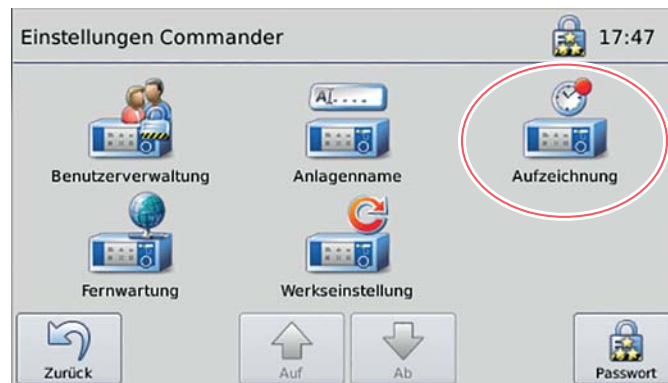 Einstellungen Commander 17:47
AI....
Benutzerverwaltung Anlagenname Aufzeichnung
Fernwartung Werkseinstellung
Zurück Auf Ab Passwort